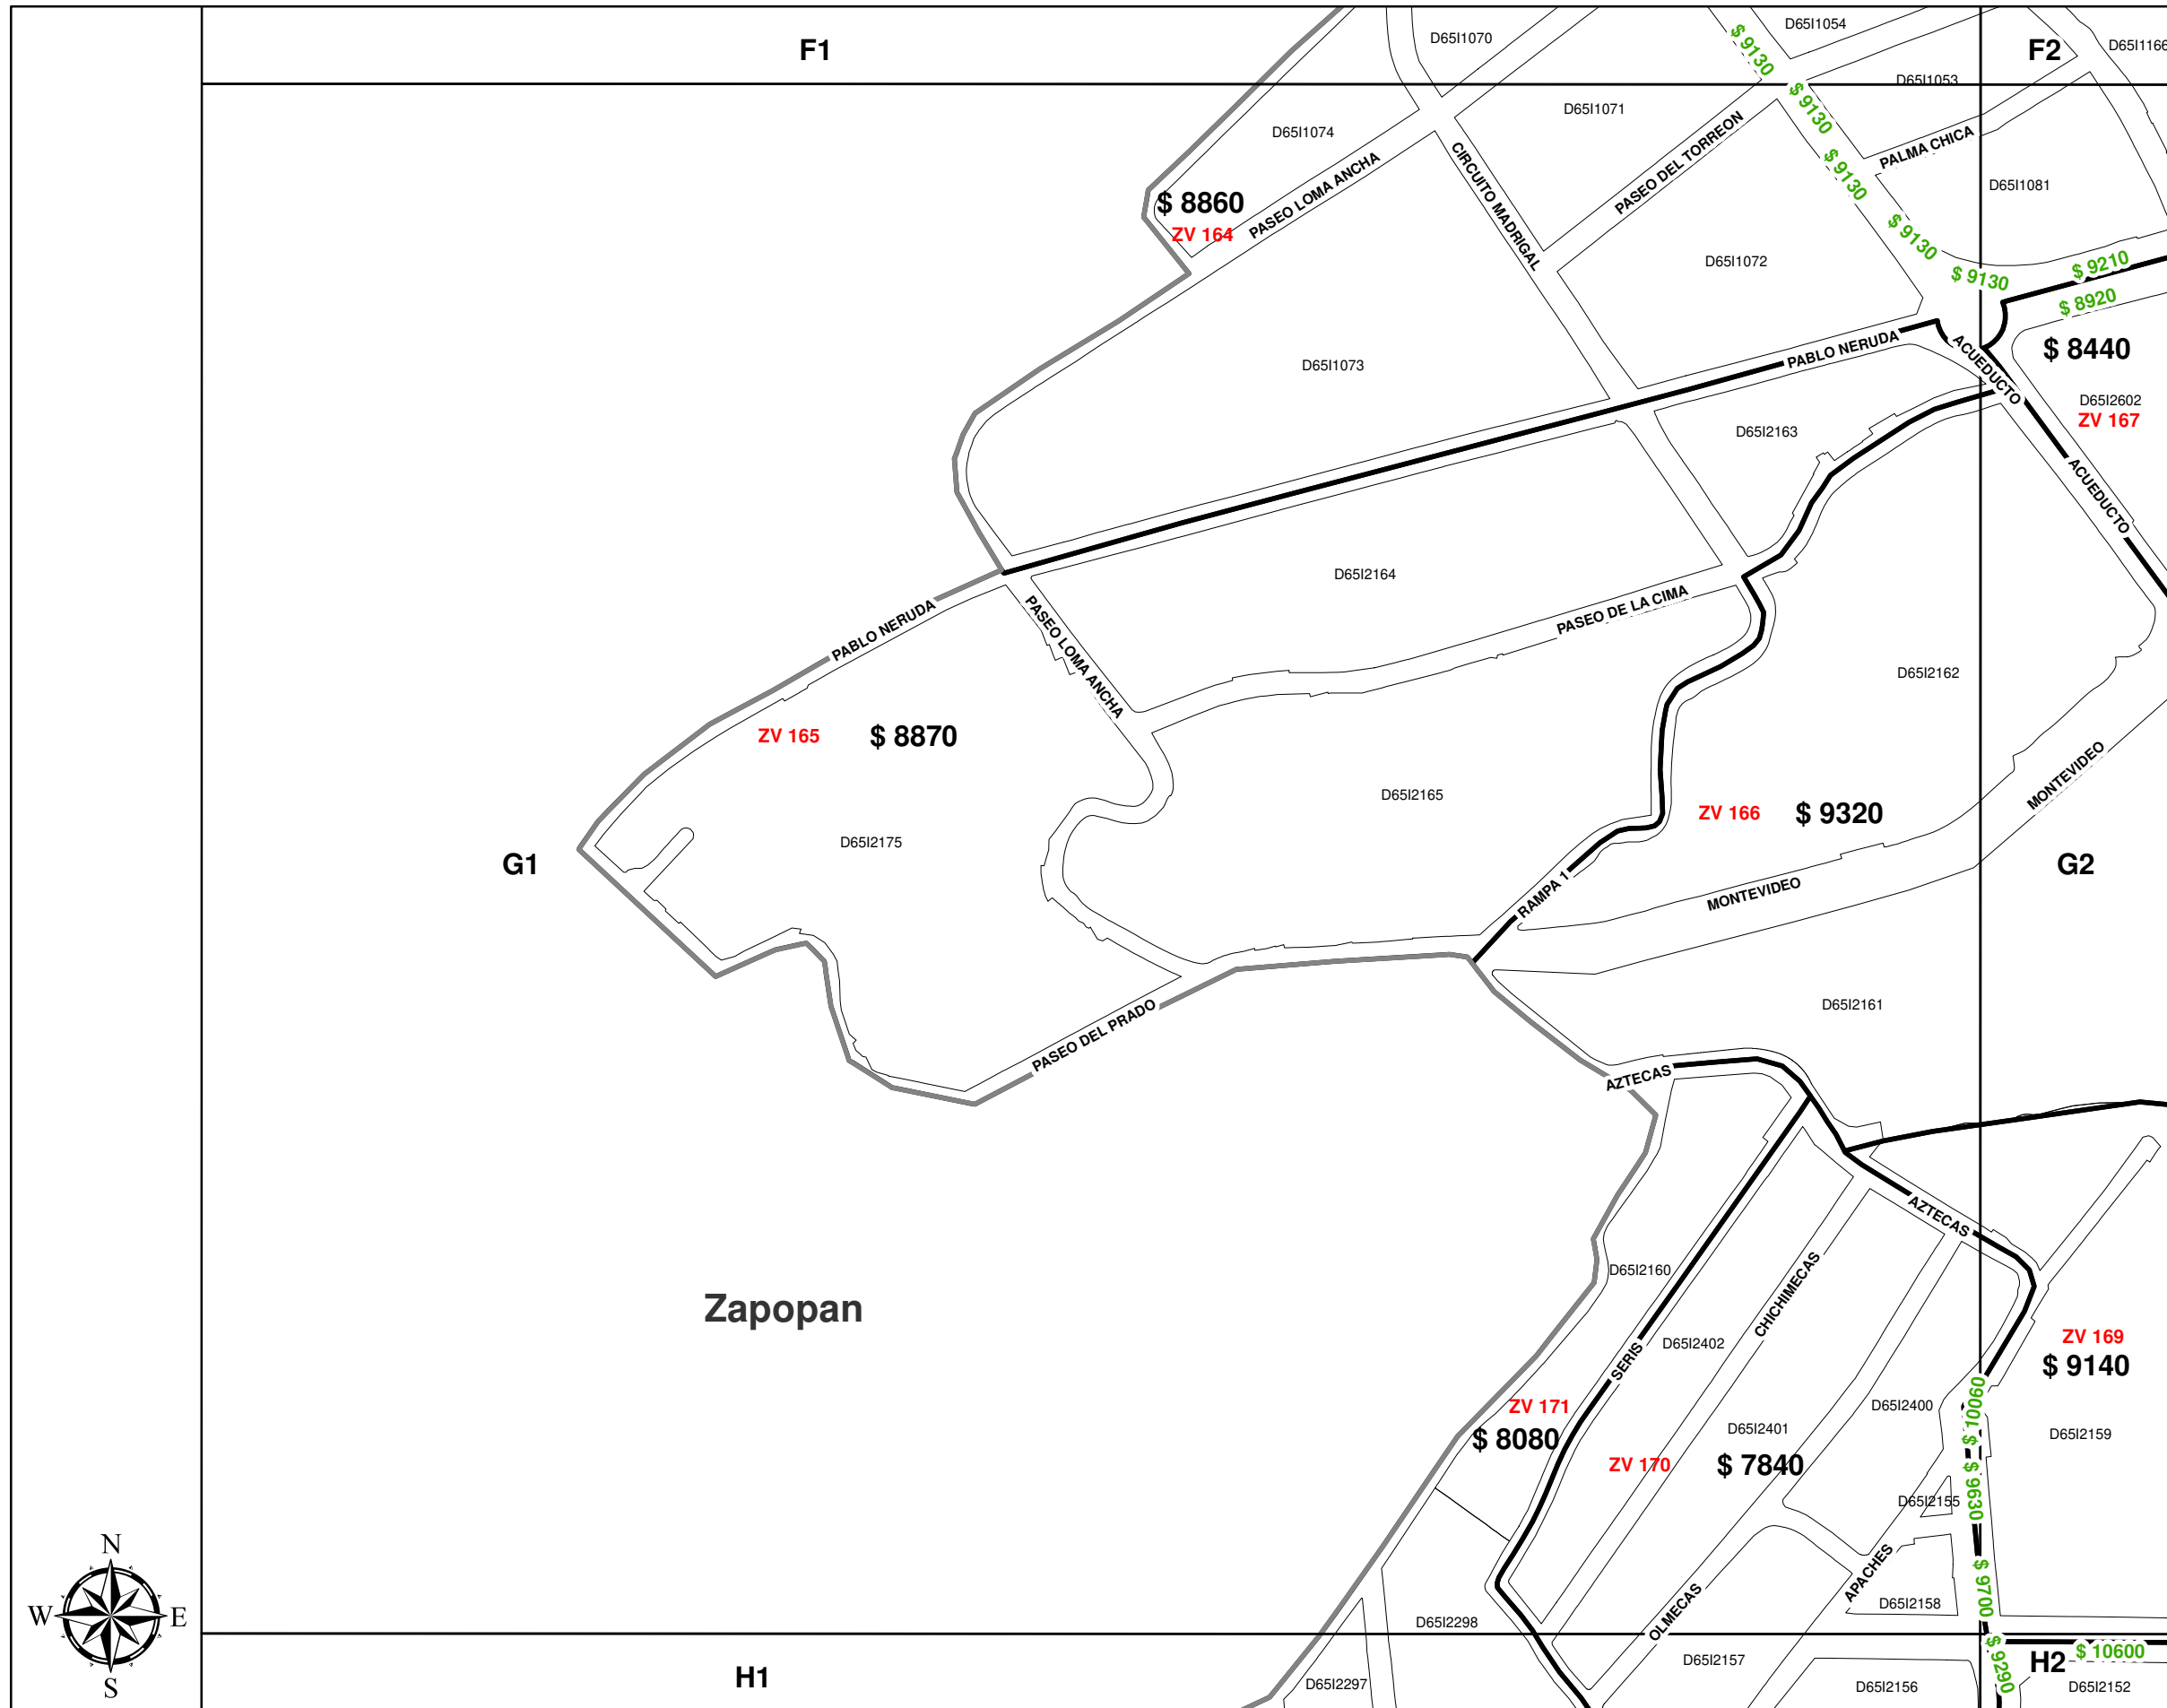 F1
D65I1070
$ 9130
D65I1054
F2
D65I1166
D65I1053
D65I1074
D65I1071
$ 9130
PALMA CHICA
PASEO DEL TORREON
PASEO LOMA ANCHA
CIRCUITO MADRIGAL
$ 9130
D65I1081
$ 8860
ZV 164
$ 9130
D65I1072
$ 9130
$ 9210
$ 8920
PABLO NERUDA
ACUEDUCTO
$ 8440
D65I1073
D65I2602
ZV 167
D65I2163
ACUEDUCTO
D65I2164
PABLO NERUDA
PASEO LOMA ANCHA
PASEO DE LA CIMA
D65I2162
ZV 165
$ 8870
MONTEVIDEO
D65I2165
ZV 166
$ 9320
D65I2175
G1
G2
RAMPA 1
MONTEVIDEO
D65I2161
PASEO DEL PRADO
AZTECAS
AZTECAS
D65I2160
Zapopan
CHICHIMECAS
D65I2402
SERIS
ZV 169
$ 9140
ZV 171
$ 8080
D65I2400
$ 10060
D65I2401
D65I2159
ZV 170
$ 7840
$ 9630
D65I2155
N
W
E
S
APACHES
$ 9700
D65I2158
OLMECAS
D65I2298
H1
D65I2297
D65I2157
D65I2156
$ 9290
H2
$ 10600
D65I2152